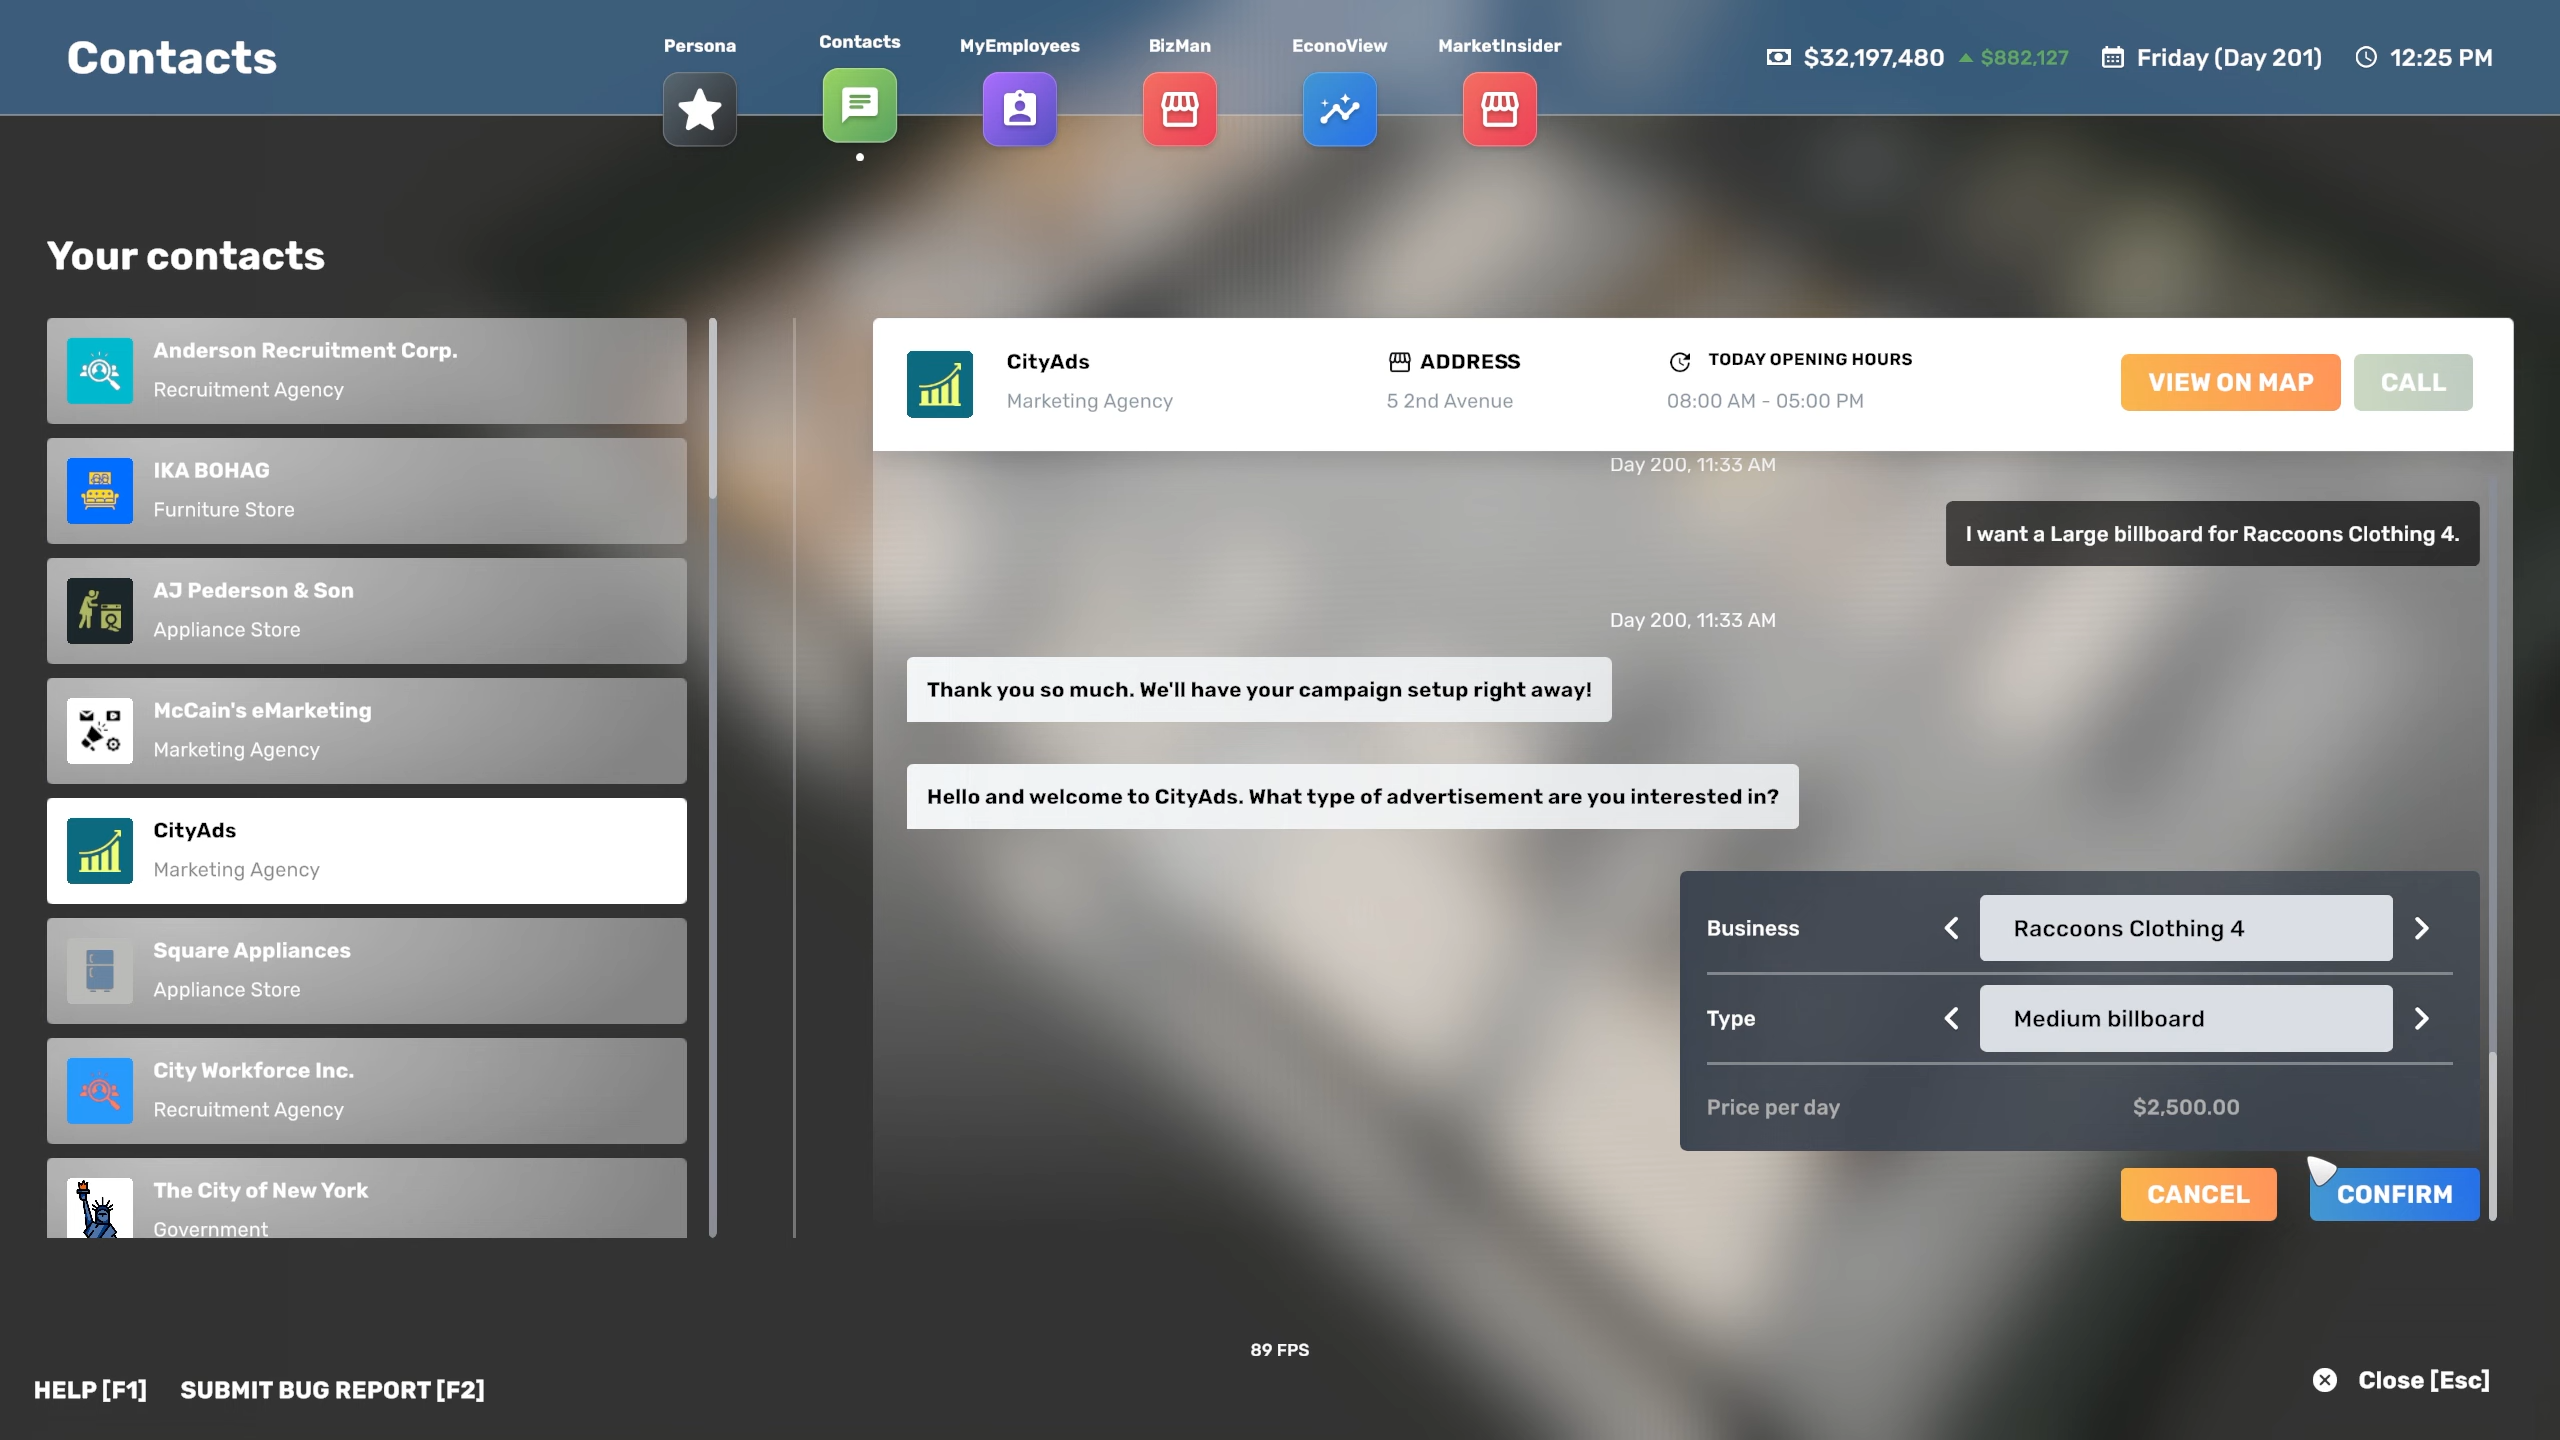 Contacts
Persona
Contacts
MyEmployees
BizMan
EconoView
MarketInsider
$32,197,480
$882,127
Friday (Day 201)
12:25 PM
Your contacts
Anderson Recruitment Corp.
Recruitment Agency
IKA BOHAG
Furniture Store
AJ Pederson & Son
Appliance Store
McCain's eMarketing
Marketing Agency
CityAds
Marketing Agency
Square Appliances
Appliance Store
City Workforce Inc.
Recruitment Agency
The City of New York
Government
CityAds
Marketing Agency
ADDRESS
5 2nd Avenue
TODAY OPENING HOURS
08:00 AM - 05:00 PM
VIEW ON MAP
CALL
Day 200, 11:33 AM
I want a Large billboard for Raccoons Clothing 4.
Day 200, 11:33 AM
Thank you so much. We'll have your campaign setup right away!
Hello and welcome to CityAds. What type of advertisement are you interested in?
Business
Raccoons Clothing 4
Type
Medium billboard
Price per day
$2,500.00
CANCEL
CONFIRM
89 FPS
HELP [F1]
SUBMIT BUG REPORT [F2]
Close [Esc]